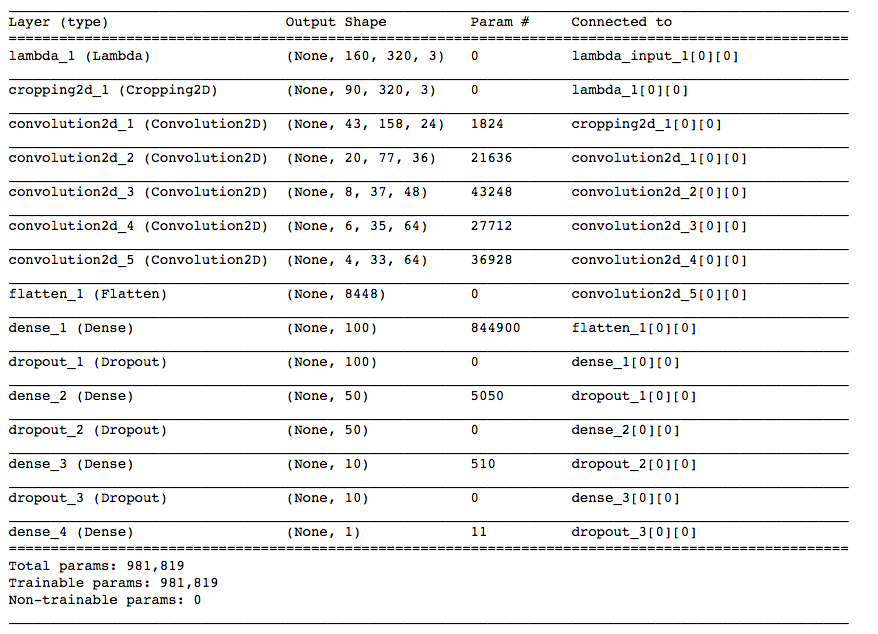 Layer (type) Output Shape Param # Connected to
lambda_1 (Lambda) (None, 160, 320, 3) 0 lambda_input_1[0][0]
cropping2d_1 (Cropping2D) (None, 90, 320, 3) 0 lambda_1[0][0]
convolution2d_1 (Convolution2D) (None, 43, 158, 24) 1824 cropping2d_1[0][0]
convolution2d_2 (Convolution2D) (None, 20, 77, 36) 21636 convolution2d_1[0][0]
convolution2d_3 (Convolution2D) (None, 8, 37, 48) 43248 convolution2d_2[0][0]
convolution2d_4 (Convolution2D) (None, 6, 35, 64) 27712 convolution2d_3[0][0]
convolution2d_5 (Convolution2D) (None, 4, 33, 64) 36928 convolution2d_4[0][0]
flatten_1 (Flatten) (None, 8448) 0 convolution2d_5[0][0]
dense_1 (Dense) (None, 100) 844900 flatten_1[0][0]
dropout_1 (Dropout) (None, 100) 0 dense_1[0][0]
dense_2 (Dense) (None, 50) 5050 dropout_1[0][0]
dropout_2 (Dropout) (None, 50) 0 dense_2[0][0]
dense_3 (Dense) (None, 10) 510 dropout_2[0][0]
dropout_3 (Dropout) (None, 10) 0 dense_3[0][0]
dense_4 (Dense) (None, 1) 11 dropout_3[0][0]
Total params: 981,819
Trainable params: 981,819
Non-trainable params: 0